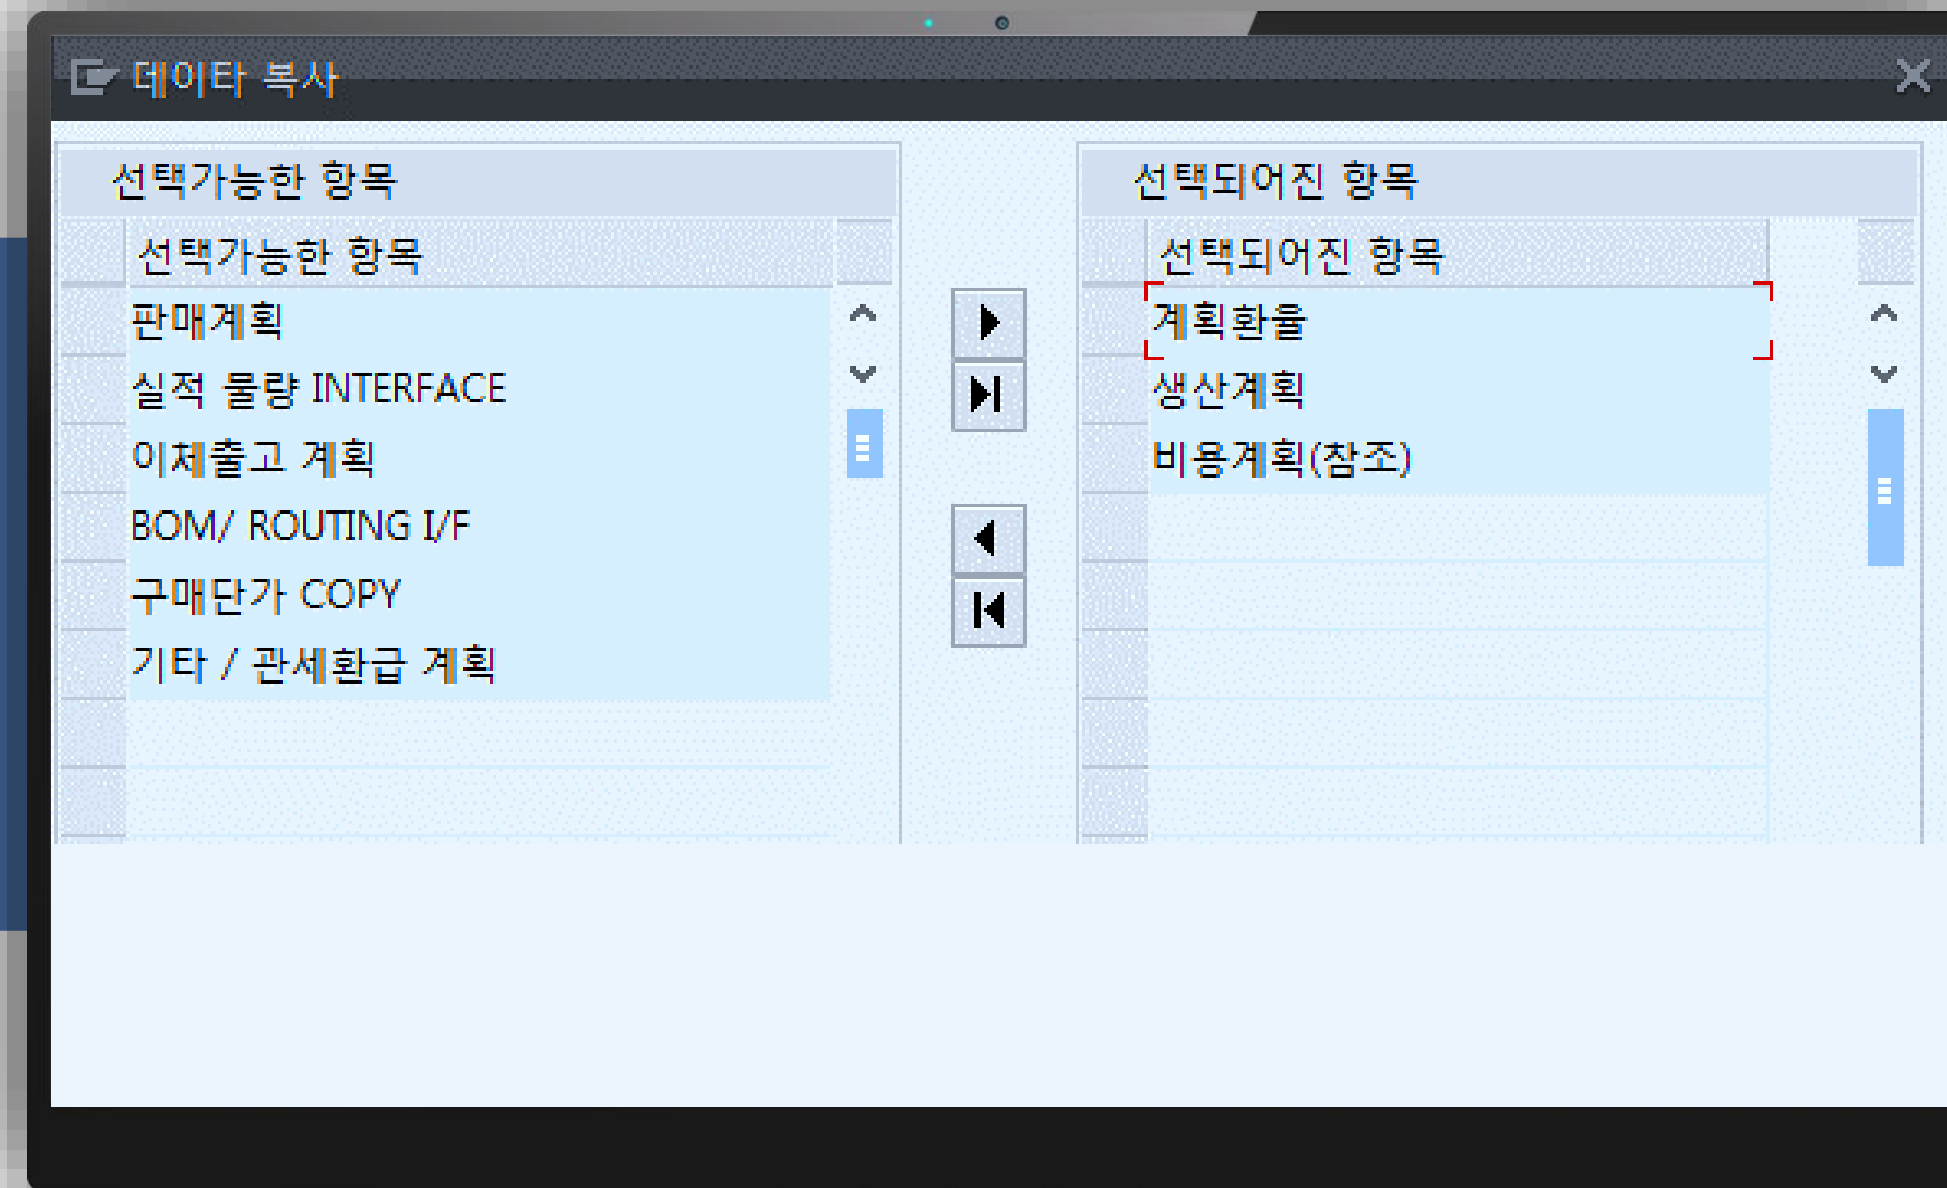 데이타 복사
선택가능한 항목
선택가능한 항목
판매계획
실적 물량 INTERFACE
이체출고 계획
BOM/ ROUTING I/F
구매단가 COPY
기타 / 관세환급 계획
선택되어진 항목
선택되어진 항목
계획환율
생산계획
비용계획(참조)